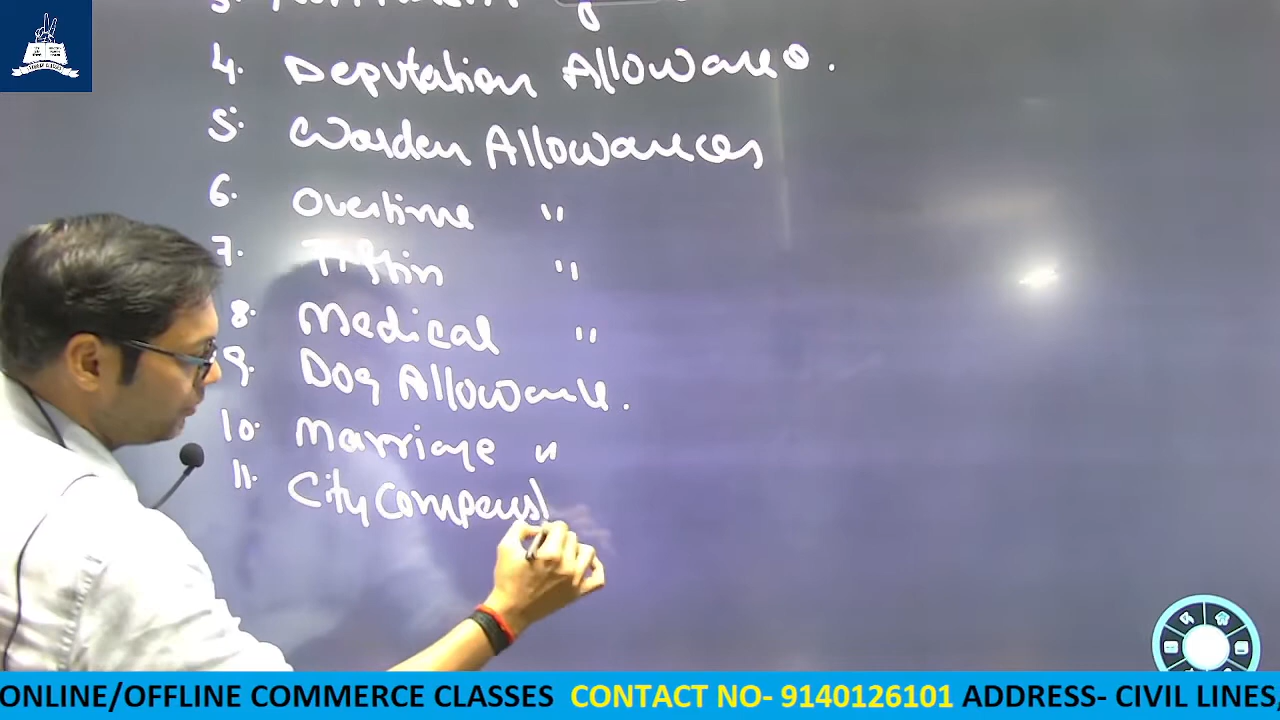 4. Deputation Allowance.
5. Warden Allowances
6. Overtime "
7. Tiffin "
8. Medical "
9. Dog Allowance.
10. Marriage "
11. City Compens
ONLINE/OFFLINE COMMERCE CLASSES CONTACT NO- 9140126101 ADDRESS- CIVIL LINES,